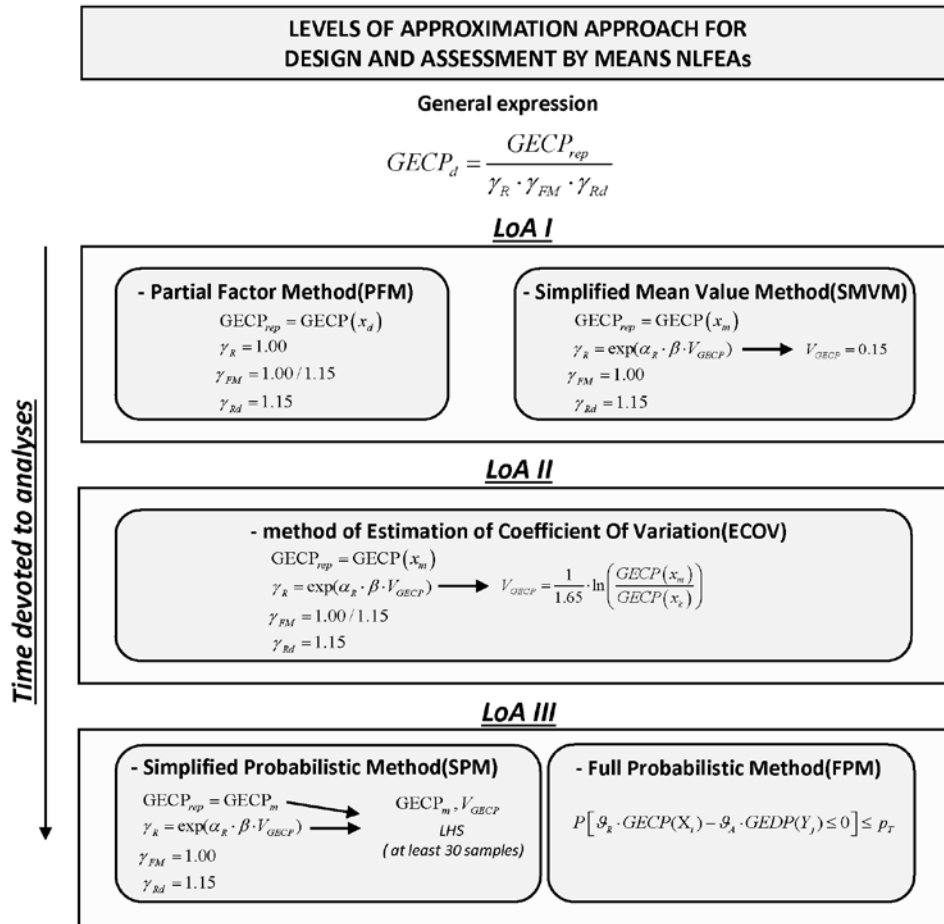 LEVELS OF APPROXIMATION APPROACH FOR
DESIGN AND ASSESSMENT BY MEANS NLFEAs
General expression
GECP_d = GECP_rep / (γ_R · γ_FM · γ_Rd)
Time devoted to analyses
LoA I
- Partial Factor Method(PFM)
GECP_rep = GECP(x_d)
γ_R = 1.00
γ_FM = 1.00 / 1.15
γ_Rd = 1.15
- Simplified Mean Value Method(SMVM)
GECP_rep = GECP(x_m)
γ_R = exp(α_R · β · V_GECP) → V_GECP = 0.15
γ_FM = 1.00
γ_Rd = 1.15
LoA II
- method of Estimation of Coefficient Of Variation(ECOV)
GECP_rep = GECP(x_m)
γ_R = exp(α_R · β · V_GECP) → V_GECP = 1/1.65 · ln(GECP(x_m) / GECP(x_k))
γ_FM = 1.00 / 1.15
γ_Rd = 1.15
LoA III
- Simplified Probabilistic Method(SPM)
GECP_rep = GECP_m
γ_R = exp(α_R · β · V_GECP)
γ_FM = 1.00
γ_Rd = 1.15
GECP_m , V_GECP
LHS
( at least 30 samples)
- Full Probabilistic Method(FPM)
P[ϑ_R · GECP(X_i) − ϑ_A · GEDP(Y_j) ≤ 0] ≤ p_T